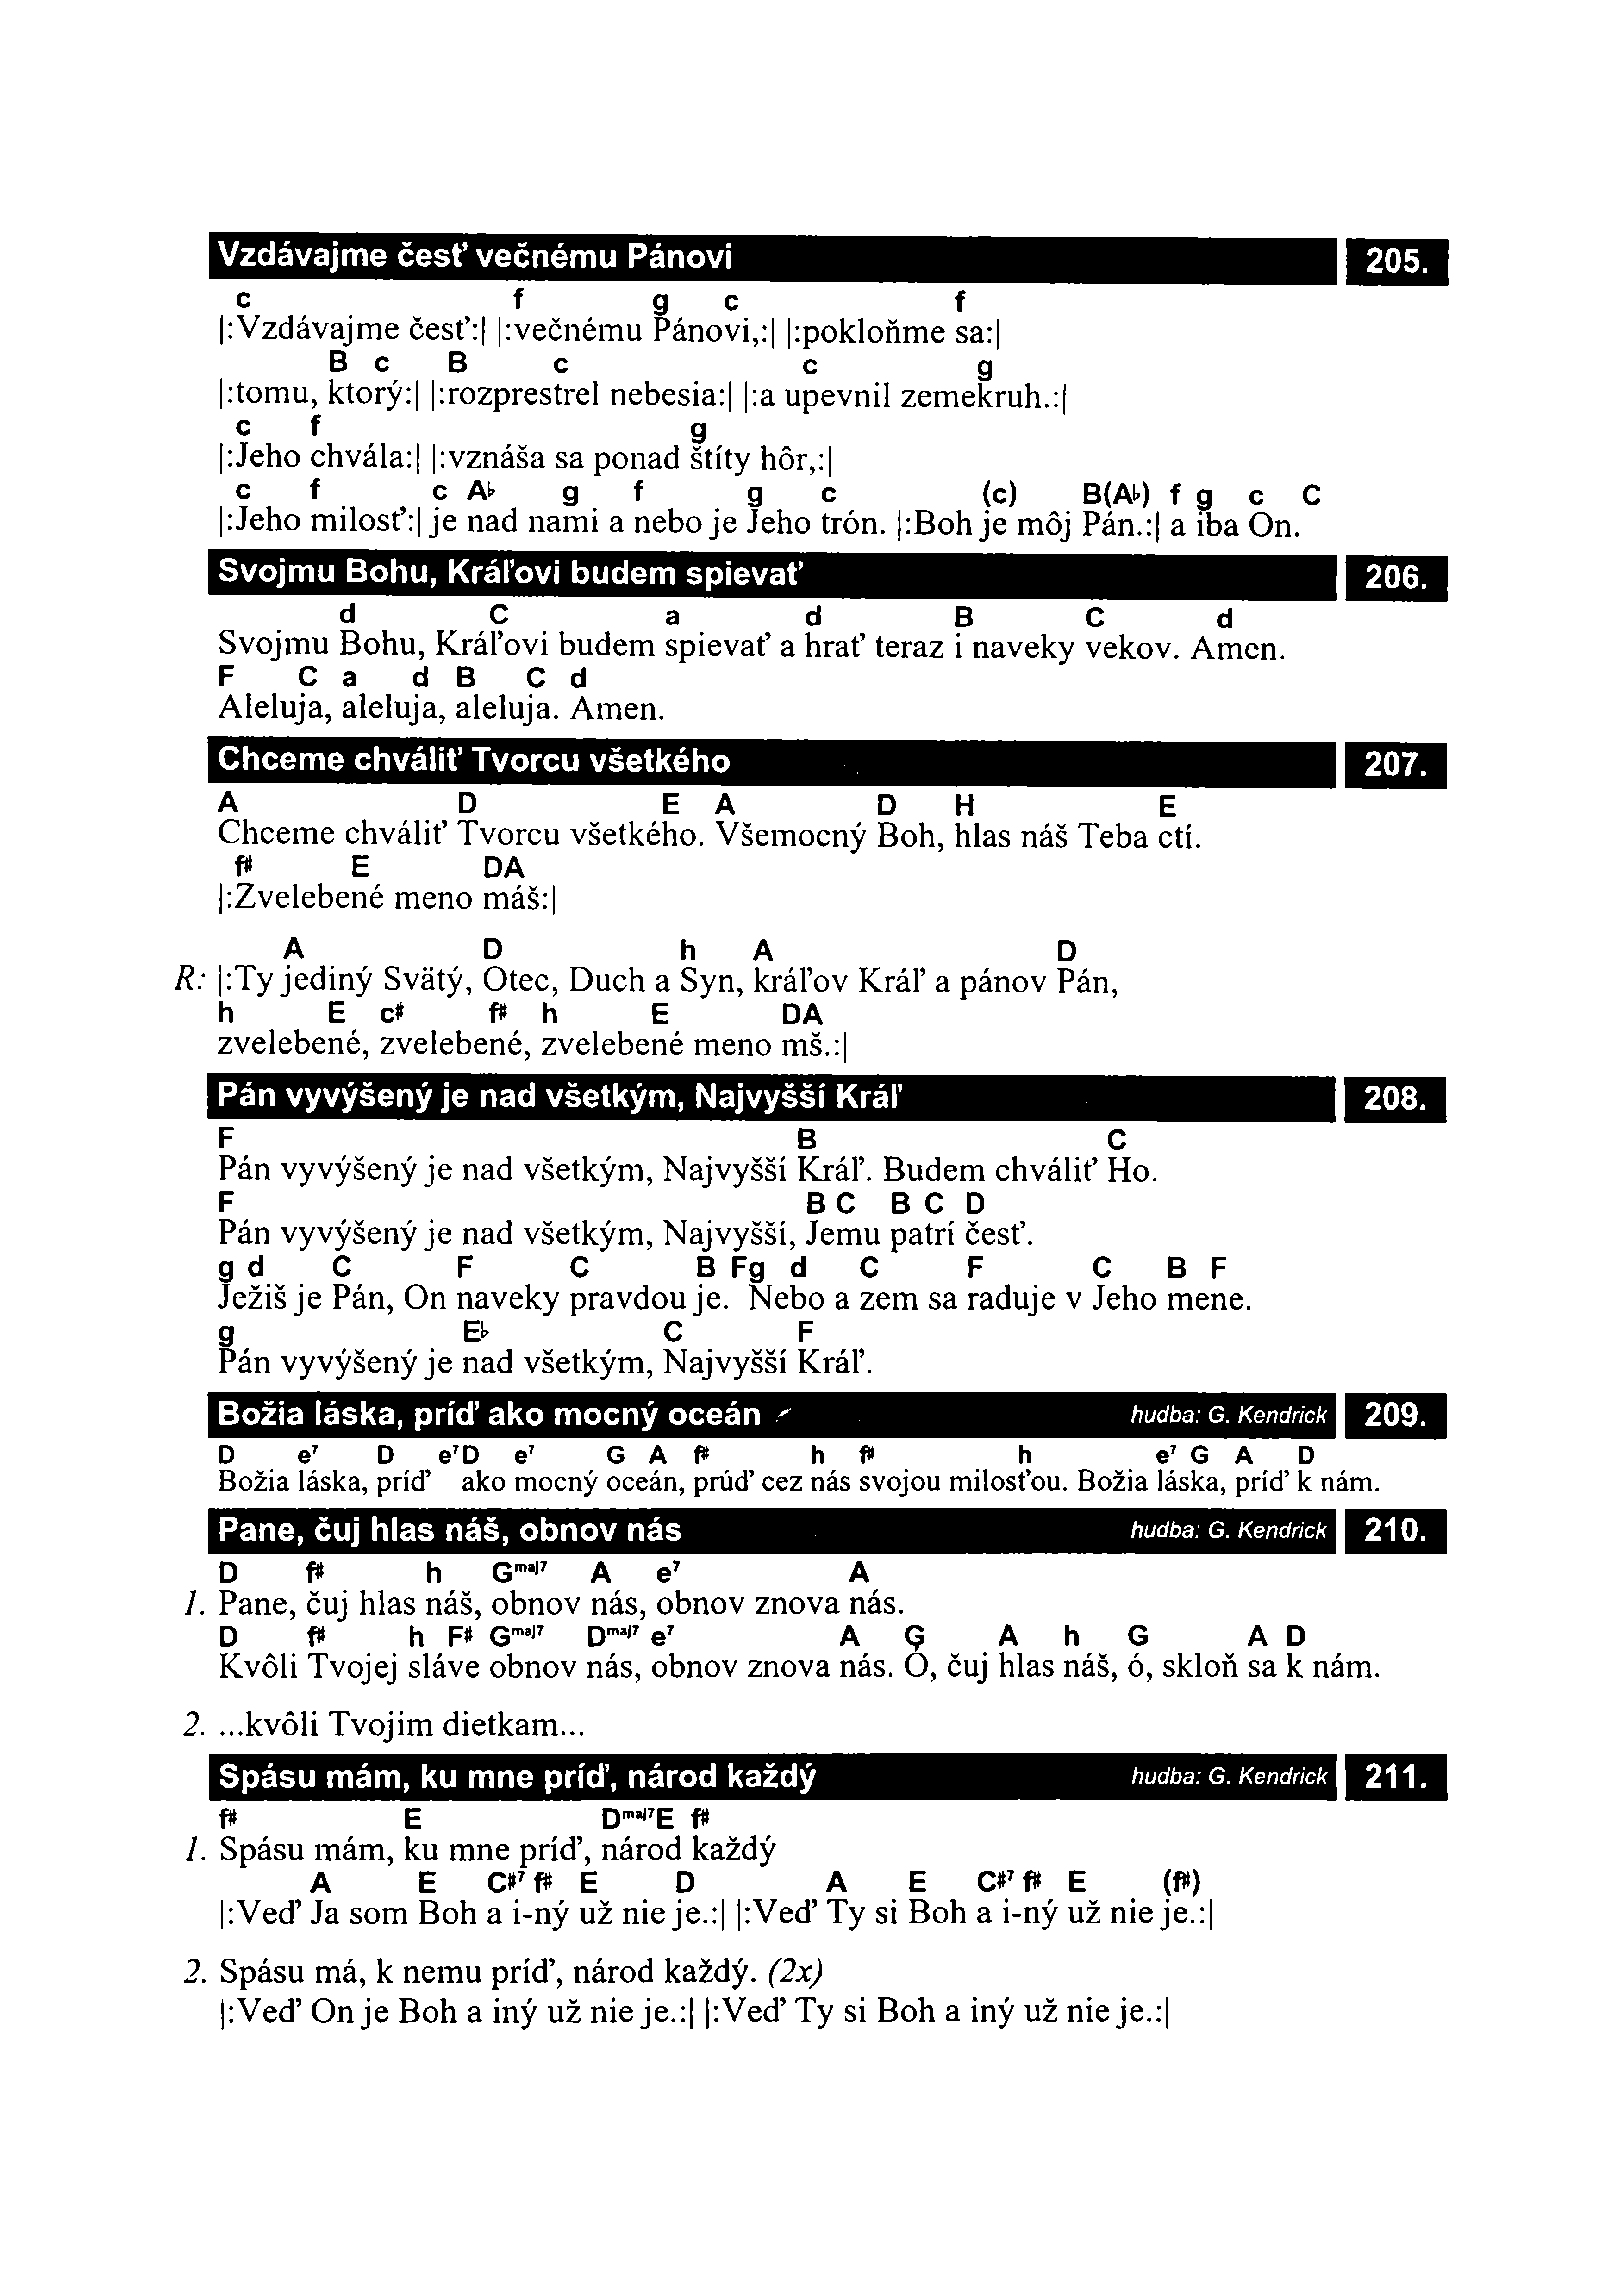 Vzdávajme česť večnému Pánovi 205.
c f g c f
|:Vzdávajme česť:| |:večnému Pánovi,:| |:pokloňme sa:|
B c B c c g
|:tomu, ktorý:| |:rozprestrel nebesia:| |:a upevnil zemekruh.:|
c f g
|:Jeho chvála:| |:vznáša sa ponad štíty hôr,:|
c f c A♭ g f g c (c) B(A♭) f g c C
|:Jeho milosť:| je nad nami a nebo je Jeho trón. |:Boh je môj Pán.:| a iba On.
Svojmu Bohu, Kráľovi budem spievať 206.
d C a d B C d
Svojmu Bohu, Kráľovi budem spievať a hrať teraz i naveky vekov. Amen.
F C a d B C d
Aleluja, aleluja, aleluja. Amen.
Chceme chváliť Tvorcu všetkého 207.
A D E A D H E
Chceme chváliť Tvorcu všetkého. Všemocný Boh, hlas náš Teba ctí.
f# E DA
|:Zvelebené meno máš:|
A D h A D
R: |:Ty jediný Svätý, Otec, Duch a Syn, kráľov Kráľ a pánov Pán,
h E c# f# h E DA
zvelebené, zvelebené, zvelebené meno mš.:|
Pán vyvýšený je nad všetkým, Najvyšší Kráľ 208.
F B C
Pán vyvýšený je nad všetkým, Najvyšší Kráľ. Budem chváliť Ho.
F B C B C D
Pán vyvýšený je nad všetkým, Najvyšší, Jemu patrí česť.
g d C F C B Fg d C F C B F
Ježiš je Pán, On naveky pravdou je. Nebo a zem sa raduje v Jeho mene.
g E♭ C F
Pán vyvýšený je nad všetkým, Najvyšší Kráľ.
Božia láska, príď ako mocný oceán hudba: G. Kendrick 209.
D e⁷ D e⁷D e⁷ G A f# h f# h e⁷ G A D
Božia láska, príď ako mocný oceán, prúď cez nás svojou milosťou. Božia láska, príď k nám.
Pane, čuj hlas náš, obnov nás hudba: G. Kendrick 210.
D f# h Gmaj7 A e⁷ A
1. Pane, čuj hlas náš, obnov nás, obnov znova nás.
D f# h F# Gmaj7 Dmaj7 e⁷ A G A h G A D
Kvôli Tvojej sláve obnov nás, obnov znova nás. Ó, čuj hlas náš, ó, skloň sa k nám.
2. ...kvôli Tvojim dietkam...
Spásu mám, ku mne príď, národ každý hudba: G. Kendrick 211.
f# E Dmaj7E f#
1. Spásu mám, ku mne príď, národ každý
A E C#⁷ f# E D A E C#⁷ f# E (f#)
|:Veď Ja som Boh a i-ný už nie je.:| |:Veď Ty si Boh a i-ný už nie je.:|
2. Spásu má, k nemu príď, národ každý. (2x)
|:Veď On je Boh a iný už nie je.:| |:Veď Ty si Boh a iný už nie je.:|